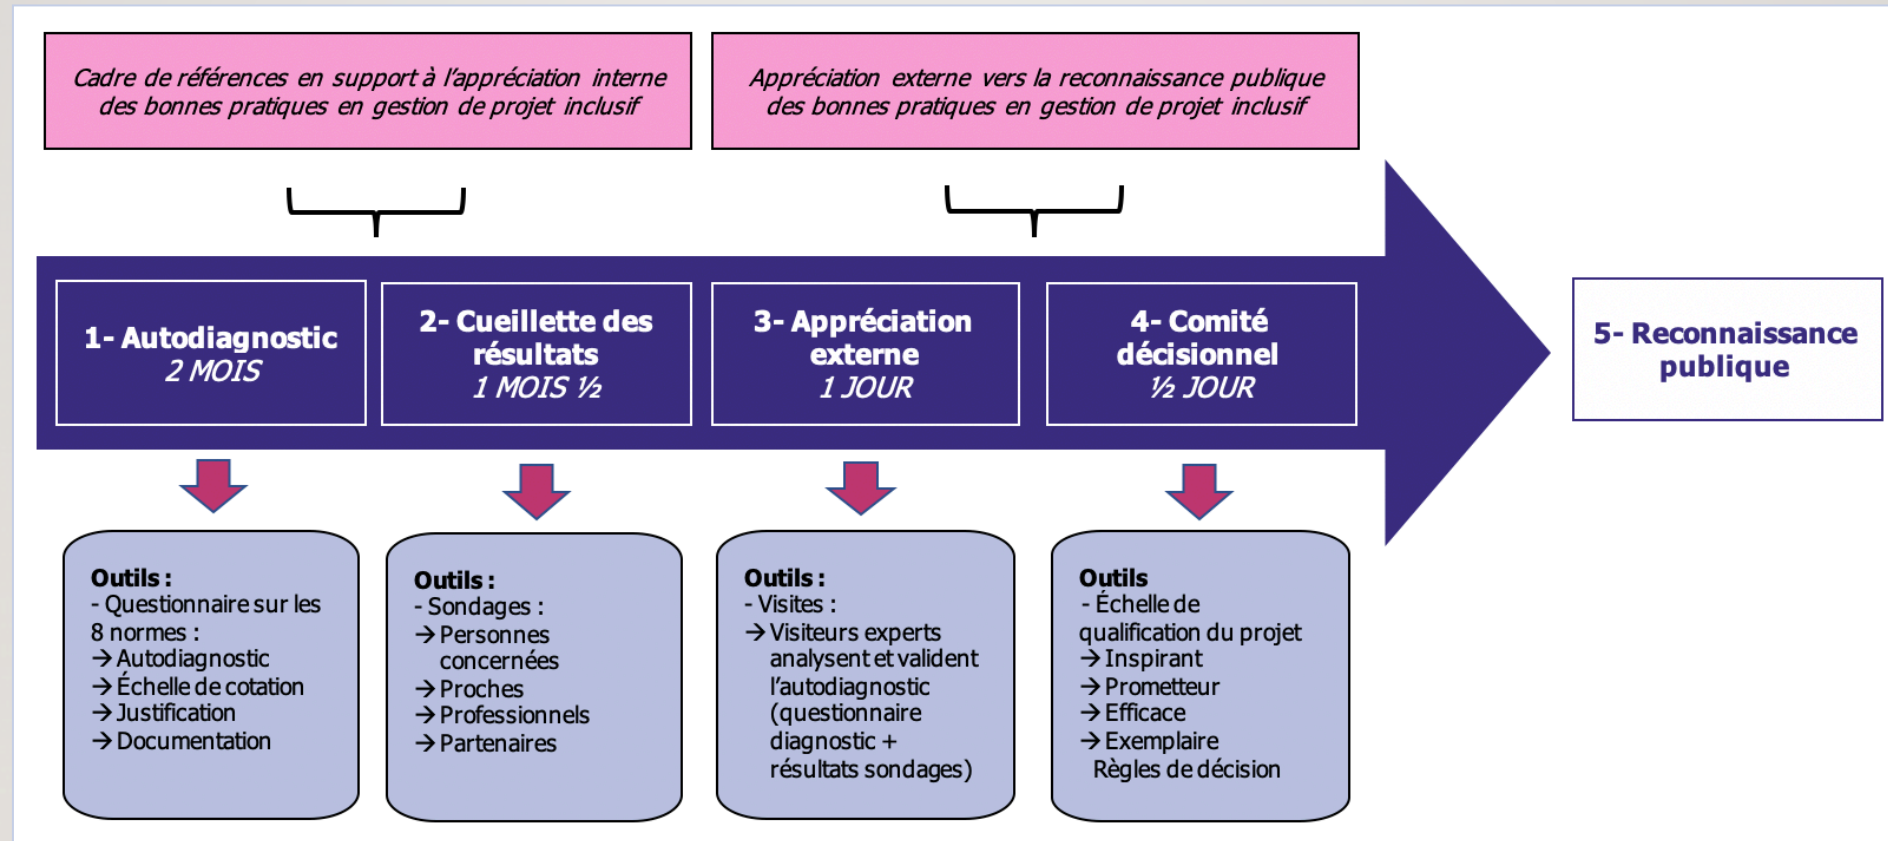 Cadre de références en support à l'appréciation interne
des bonnes pratiques en gestion de projet inclusif
Appréciation externe vers la reconnaissance publique
des bonnes pratiques en gestion de projet inclusif
1- Autodiagnostic
2 MOIS
2- Cueillette des
résultats
1 MOIS ½
3- Appréciation
externe
1 JOUR
4- Comité
décisionnel
½ JOUR
5- Reconnaissance
publique
Outils :
- Questionnaire sur les
8 normes :
→ Autodiagnostic
→ Échelle de cotation
→ Justification
→ Documentation
Outils :
- Sondages :
→ Personnes
concernées
→ Proches
→ Professionnels
→ Partenaires
Outils :
- Visites :
→ Visiteurs experts
analysent et valident
l'autodiagnostic
(questionnaire
diagnostic +
résultats sondages)
Outils
- Échelle de
qualification du projet
→ Inspirant
→ Prometteur
→ Efficace
→ Exemplaire
Règles de décision